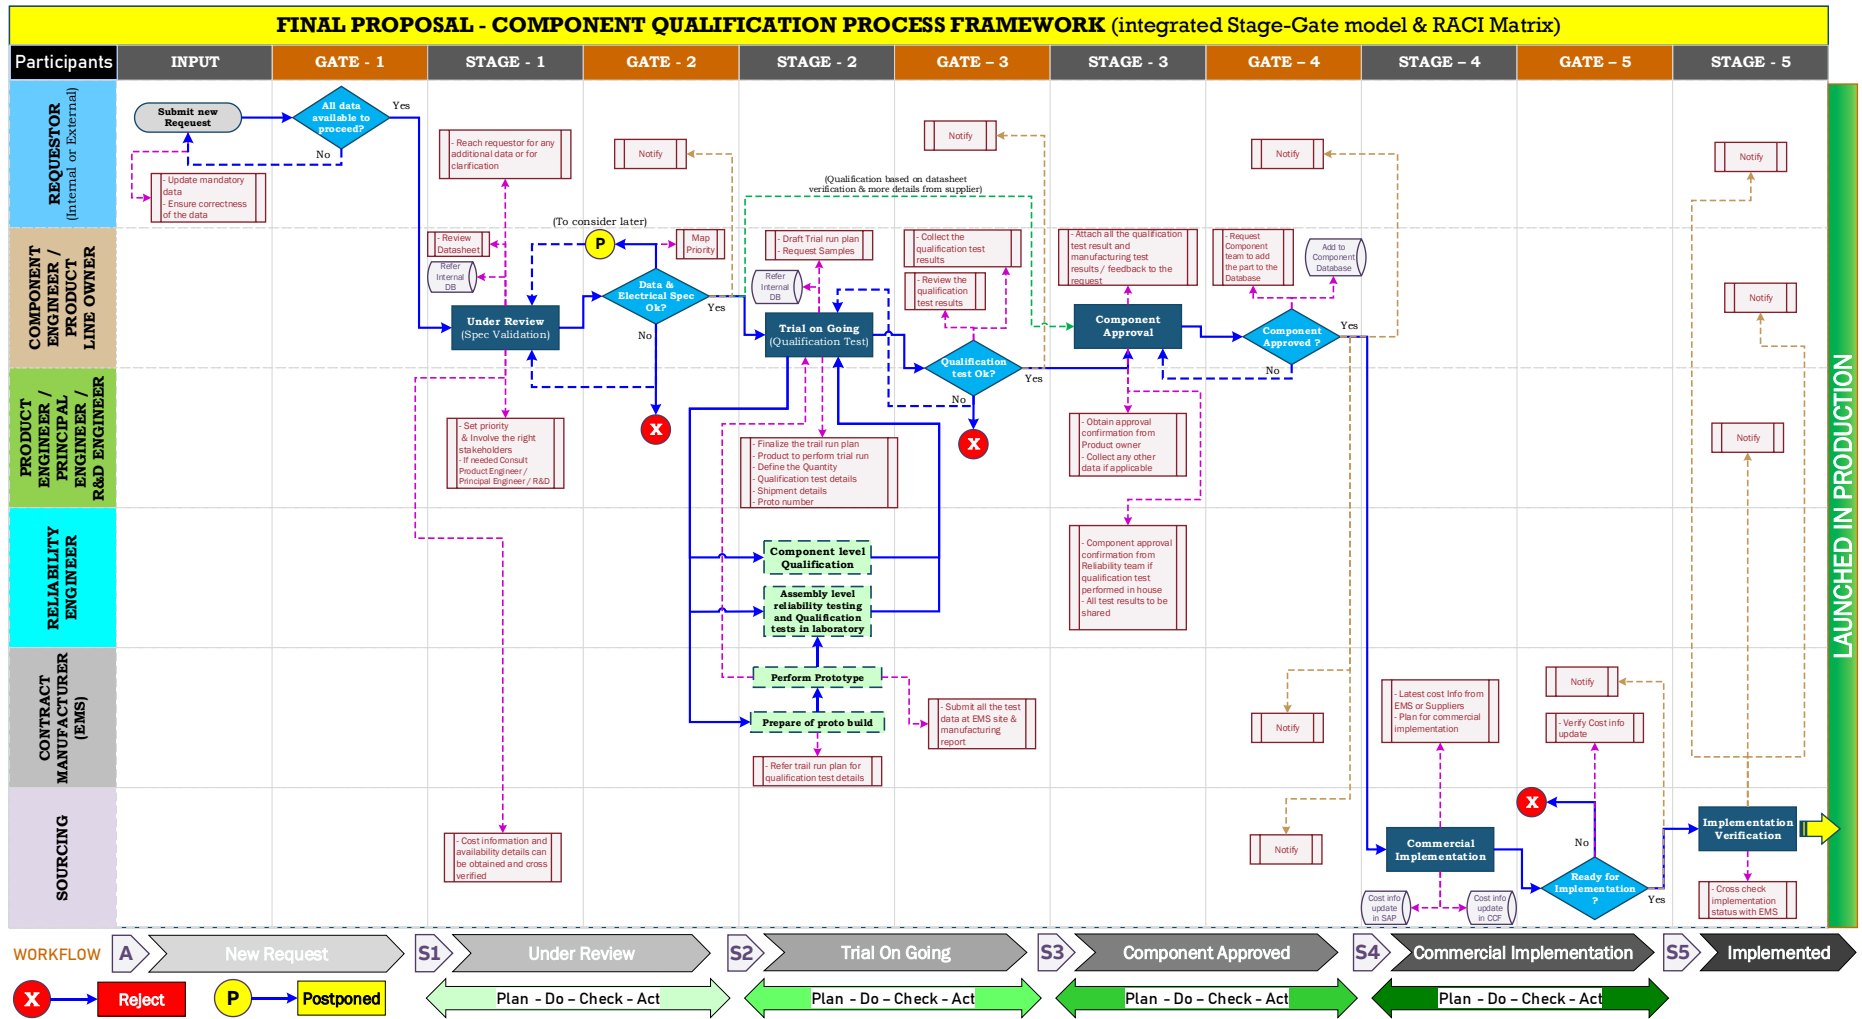 FINAL PROPOSAL - COMPONENT QUALIFICATION PROCESS FRAMEWORK (integrated Stage-Gate model & RACI Matrix)
Participants
INPUT
GATE - 1
STAGE - 1
GATE - 2
STAGE - 2
GATE – 3
STAGE - 3
GATE – 4
STAGE – 4
GATE – 5
STAGE - 5
REQUESTOR
(Internal or External)
Submit new
Reqeuest
All data
available to
proceed?
Yes
No
- Update mandatory
data
- Ensure correctness
of the data
- Reach requestor for any
additional data or for
clarification
Notify
(Qualification based on datasheet
verification & more details from supplier)
Notify
Notify
Notify
COMPONENT
ENGINEER /
PRODUCT
LINE OWNER
- Review
Datasheet
Refer
Internal
DB
Under Review
(Spec Validation)
(To consider later)
P
Map
Priority
Data &
Electrical Spec
Ok?
Yes
No
- Draft Trial run plan
- Request Samples
Refer
Internal
DB
Trial on Going
(Qualification Test)
- Collect the
qualification test
results
- Review the
qualification
test results
Qualification
test Ok?
Yes
No
- Attach all the qualification
test result and
manufacturing test
results / feedback to the
request
Component
Approval
- Request
Component
team to add
the part to the
Database
Add to
Component
Database
Component
Approved ?
Yes
No
Notify
PRODUCT
ENGINEER /
PRINCIPAL
ENGINEER /
R&D ENGINEER
- Set priority
& Involve the right
stakeholders
- If needed Consult
Product Engineer /
Principal Engineer / R&D
X
- Finalize the trail run plan
- Product to perform trial run
- Define the Quantity
- Qualification test details
- Shipment details
- Proto number
X
- Obtain approval
confirmation from
Product owner
- Collect any other
data if applicable
Notify
RELIABILITY
ENGINEER
Component level
Qualification
Assembly level
reliability testing
and Qualification
tests in laboratory
- Component approval
confirmation from
Reliability team if
qualification test
performed in house
- All test results to be
shared
CONTRACT
MANUFACTURER
(EMS)
Perform Prototype
Prepare of proto build
- Refer trail run plan for
qualification test details
- Submit all the test
data at EMS site &
manufacturing
report
Notify
- Latest cost Info from
EMS or Suppliers
- Plan for commercial
implementation
Notify
- Verify Cost info
update
SOURCING
- Cost information and
availability details can
be obtained and cross
verified
Notify
Commercial
Implementation
Cost info
update
in SAP
Cost info
update
in CCF
X
No
Ready for
Implementation
?
Yes
Implementation
Verification
- Cross check
implementation
status with EMS
LAUNCHED IN PRODUCTION
WORKFLOW
A
New Request
S1
Under Review
S2
Trial On Going
S3
Component Approved
S4
Commercial Implementation
S5
Implemented
X
Reject
P
Postponed
Plan - Do – Check - Act
Plan - Do – Check - Act
Plan - Do – Check - Act
Plan - Do – Check - Act